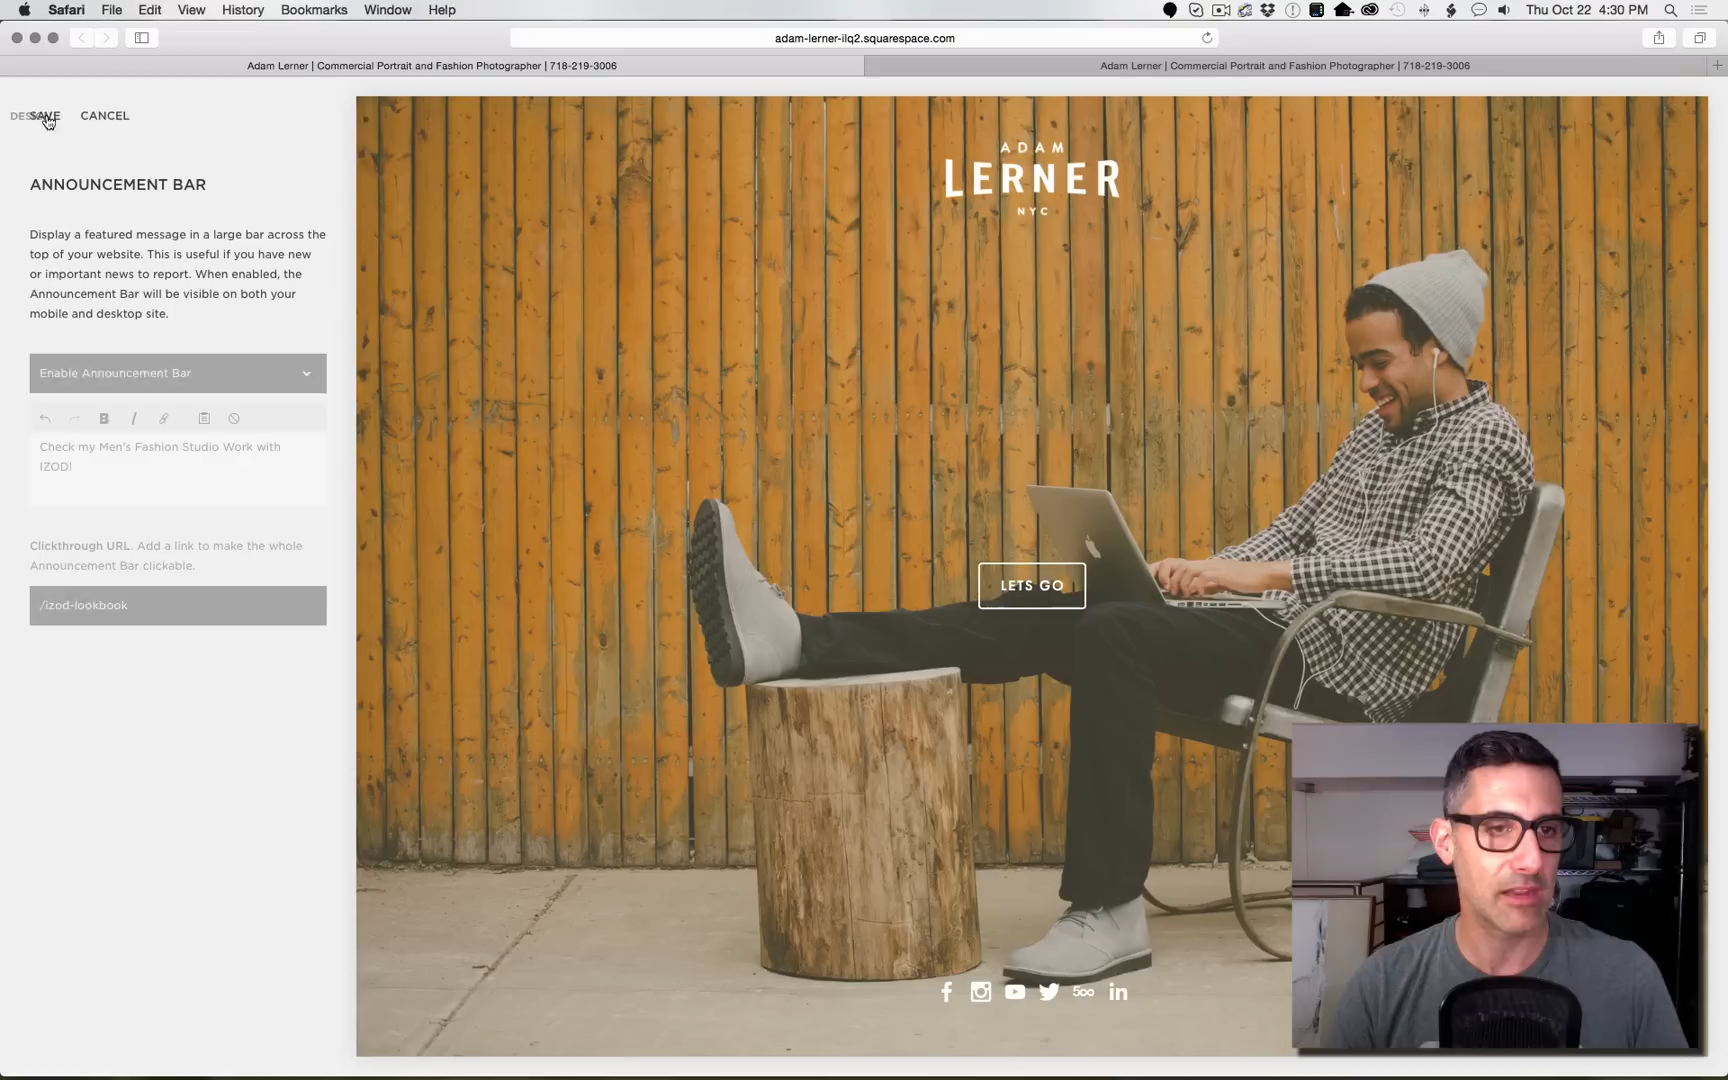 Safari File Edit View History Bookmarks Window Help
Thu Oct 22 4:30 PM
adam-lerner-ilq2.squarespace.com
Adam Lerner | Commercial Portrait and Fashion Photographer | 718-219-3006
Adam Lerner | Commercial Portrait and Fashion Photographer | 718-219-3006
SAVE CANCEL
ANNOUNCEMENT BAR
Display a featured message in a large bar across the
top of your website. This is useful if you have new
or important news to report. When enabled, the
Announcement Bar will be visible on both your
mobile and desktop site.
Enable Announcement Bar
B I
Check my Men's Fashion Studio Work with
IZOD!
Clickthrough URL. Add a link to make the whole
Announcement Bar clickable.
/izod-lookbook
ADAM
LERNER
NYC
LETS GO
500
in